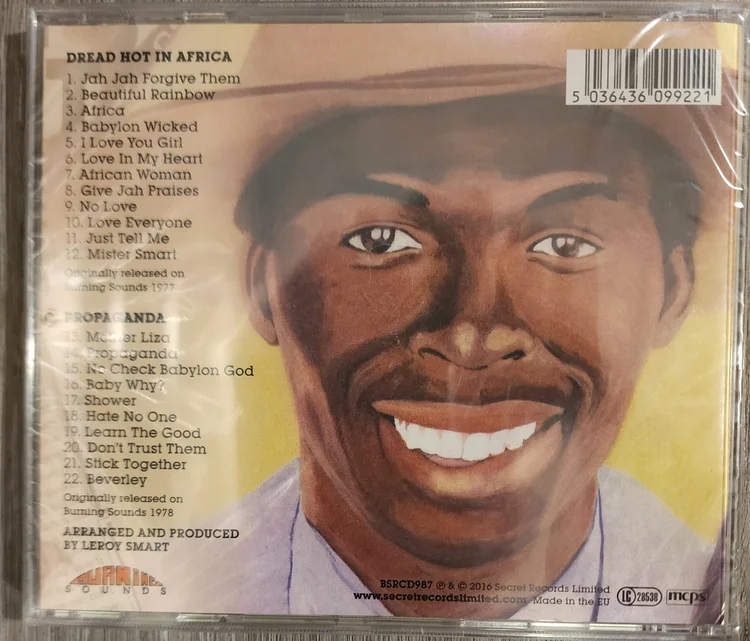 DREAD HOT IN AFRICA
1. Jah Jah Forgive Them
2. Beautiful Rainbow
3. Africa
4. Babylon Wicked
5. I Love You Girl
6. Love In My Heart
7. African Woman
8. Give Jah Praises
9. No Love
10. Love Everyone
11. Just Tell Me
12. Mister Smart
Originally released on
Burning Sounds 1977
PROPAGANDA
13. Mother Liza
14. Propaganda
15. No Check Babylon God
16. Baby Why?
17. Shower
18. Hate No One
19. Learn The Good
20. Don't Trust Them
21. Stick Together
22. Beverley
Originally released on
Burning Sounds 1978
ARRANGED AND PRODUCED
BY LEROY SMART
BURNING
SOUNDS
5 036436 099221
BSRCD987 ℗ & © 2016 Secret Records Limited
www.secretrecordslimited.com Made in the EU
LC 28538
mcps